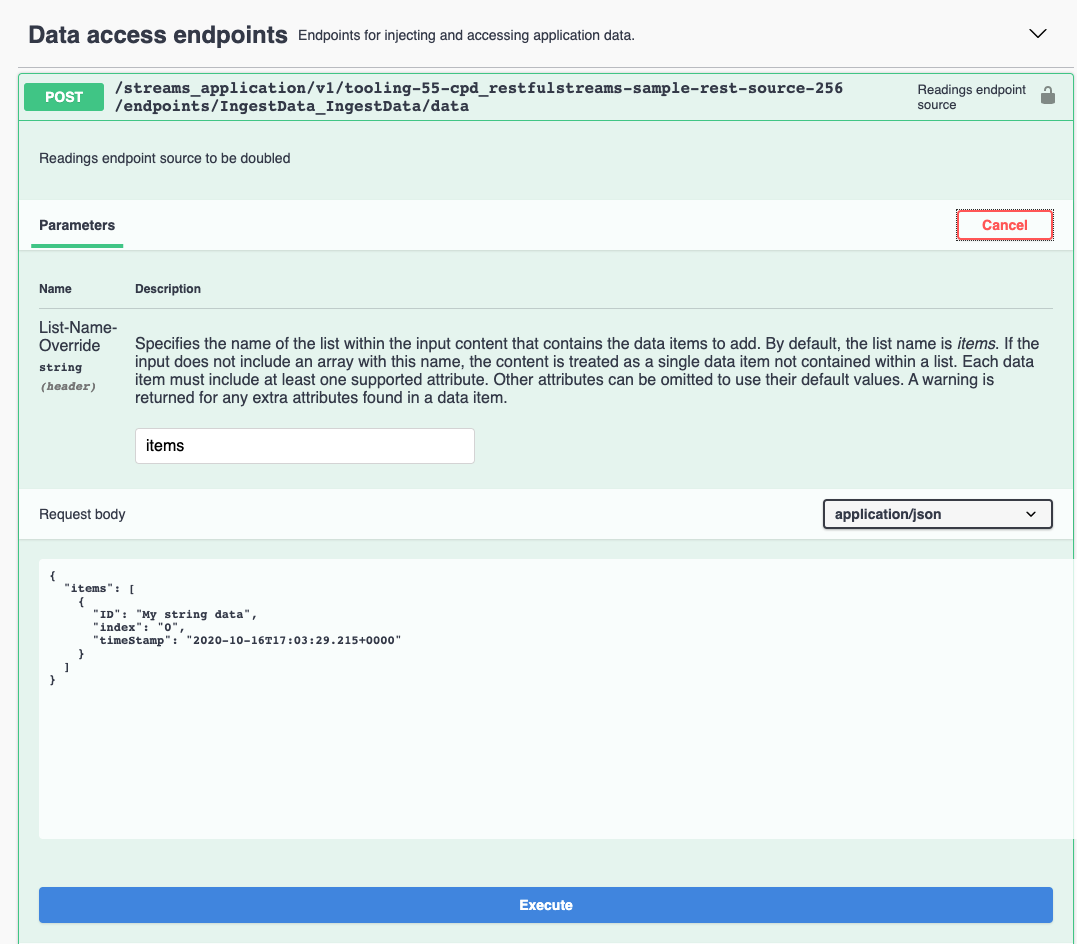 Data access endpoints Endpoints for injecting and accessing application data.
POST /streams_application/v1/tooling-55-cpd_restfulstreams-sample-rest-source-256
/endpoints/IngestData_IngestData/data
Readings endpoint
source
Readings endpoint source to be doubled
Parameters Cancel
Name Description
List-Name-
Override
string
(header)
Specifies the name of the list within the input content that contains the data items to add. By default, the list name is items. If the
input does not include an array with this name, the content is treated as a single data item not contained within a list. Each data
item must include at least one supported attribute. Other attributes can be omitted to use their default values. A warning is
returned for any extra attributes found in a data item.
items
Request body application/json
{
"items": [
{
"ID": "My string data",
"index": "0",
"timeStamp": "2020-10-16T17:03:29.215+0000"
}
]
}
Execute